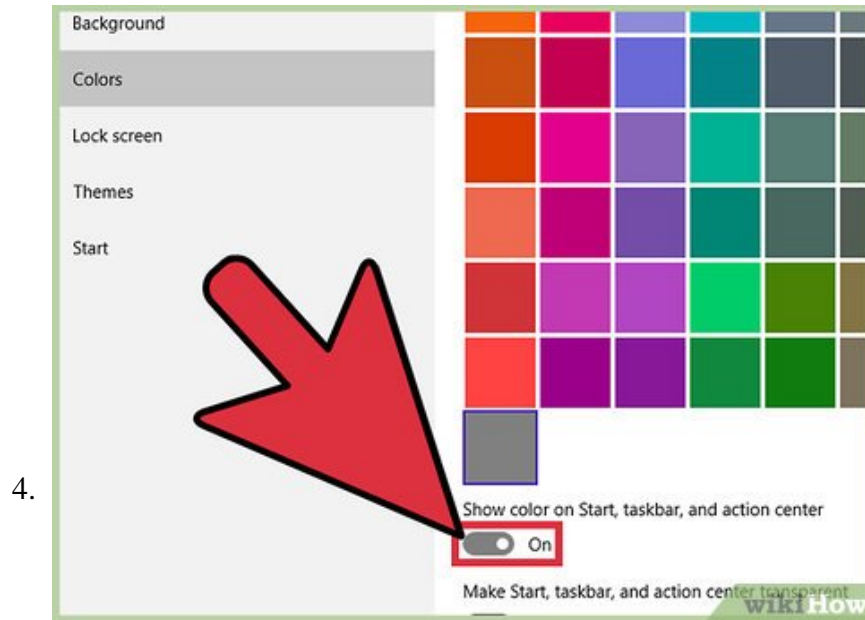 Background
Colors
Lock screen
Themes
Start
4.
Show color on Start, taskbar, and action center
On
Make Start, taskbar, and action center transparent
wikiHow